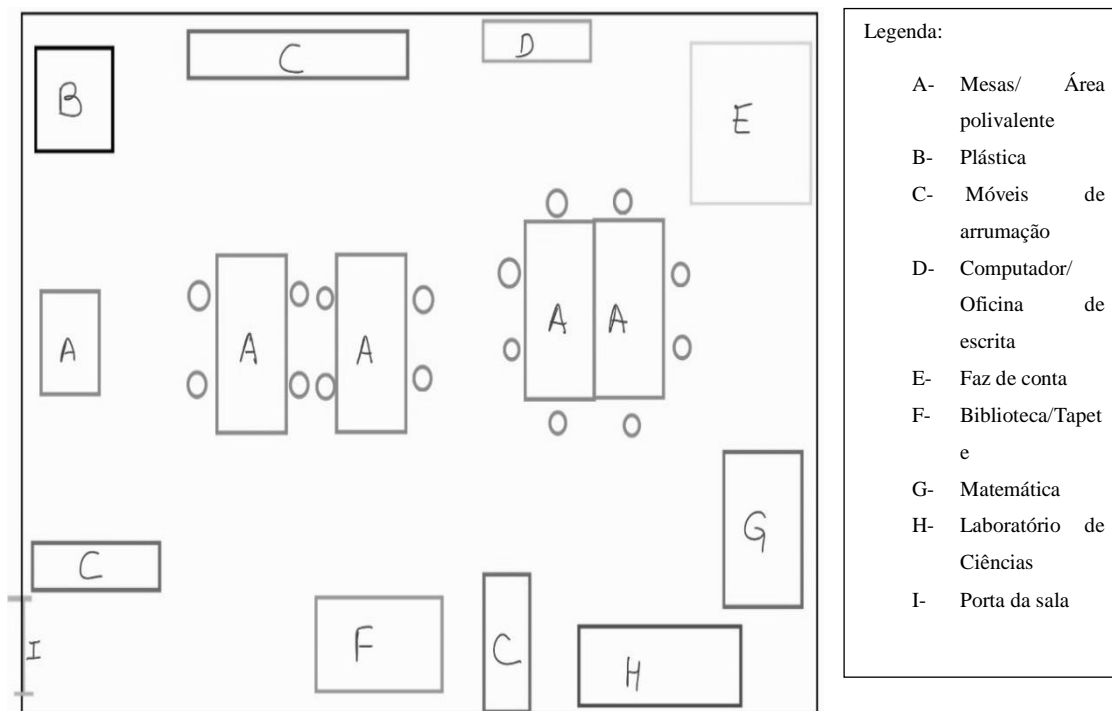 C
D
B
E
A
A
A
A
A
G
C
F
C
H
I
Legenda:
A- Mesas/ Área
polivalente
B- Plástica
C- Móveis de
arrumação
D- Computador/
Oficina de
escrita
E- Faz de conta
F- Biblioteca/Tapet
e
G- Matemática
H- Laboratório de
Ciências
I- Porta da sala